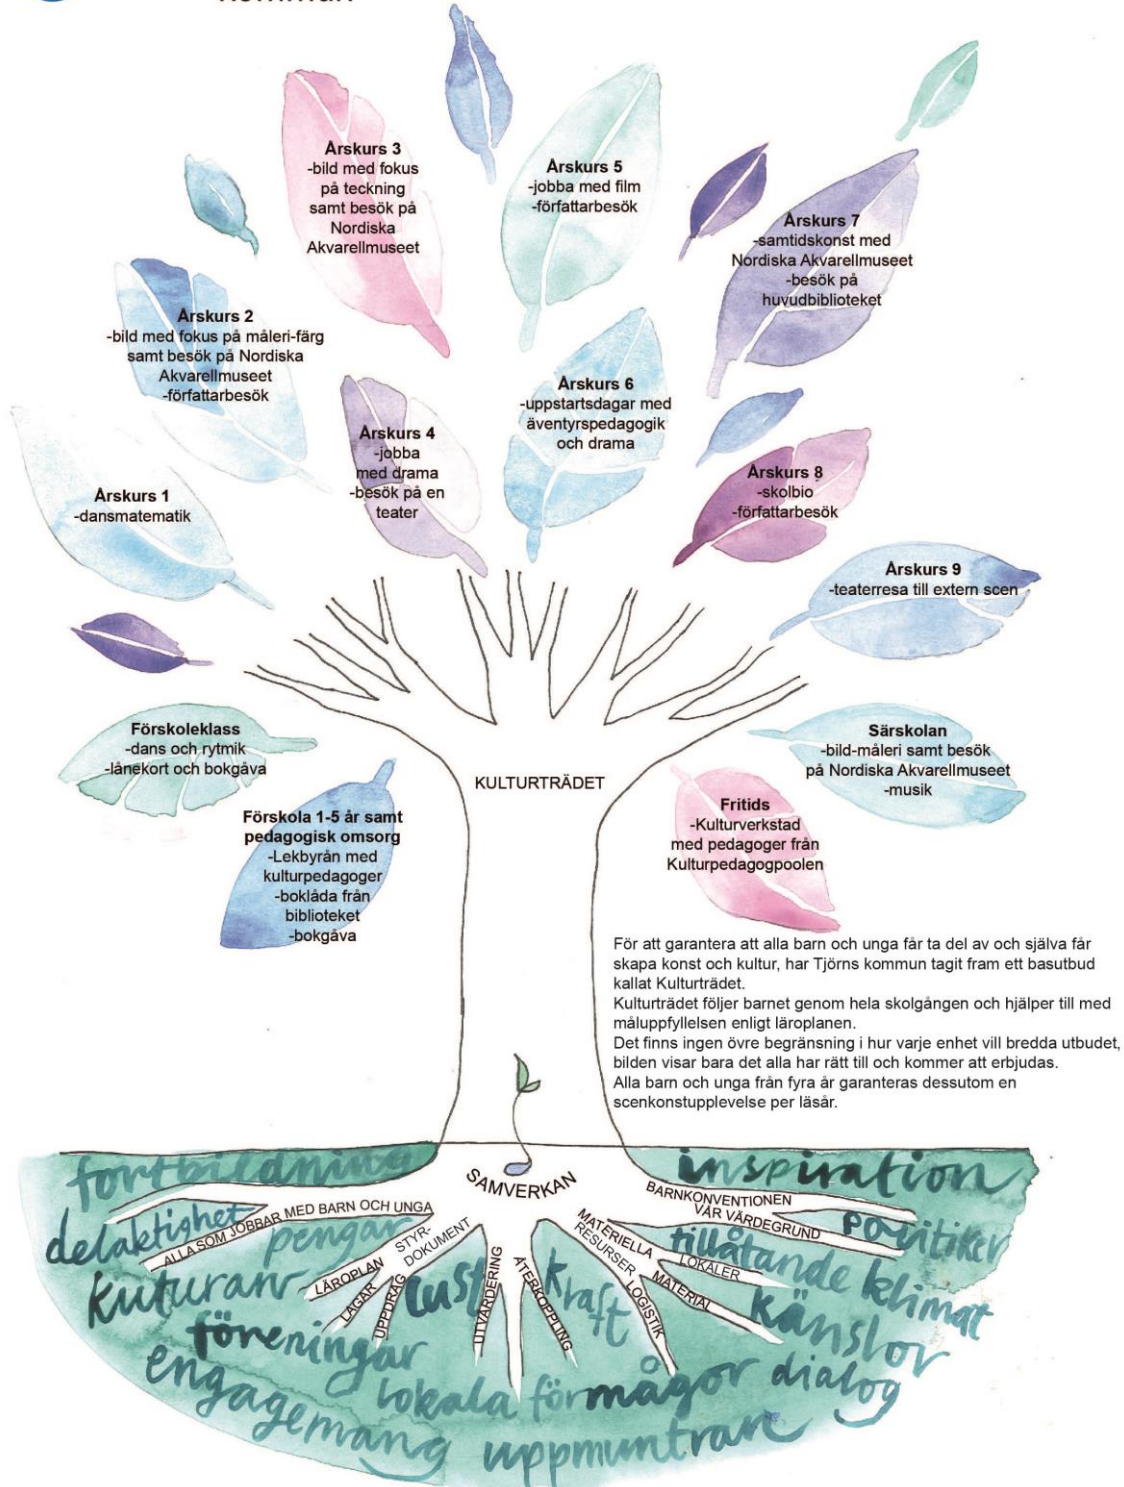 kommun
Årskurs 3
-bild med fokus
på teckning
samt besök på
Nordiska
Akvarellmuseet
Årskurs 5
-jobba med film
-författarbesök
Årskurs 7
-samtidskonst med
Nordiska Akvarellmuseet
-besök på
huvudbiblioteket
Årskurs 2
-bild med fokus på måleri-färg
samt besök på Nordiska
Akvarellmuseet
-författarbesök
Årskurs 4
-jobba
med drama
-besök på en
teater
Årskurs 6
-uppstartsdagar med
äventyrspedagogik
och drama
Årskurs 8
-skolbio
-författarbesök
Årskurs 1
-dansmatematik
Årskurs 9
-teaterresa till extern scen
Förskoleklass
-dans och rytmik
-lånekort och bokgåva
Förskola 1-5 år samt
pedagogisk omsorg
-Lekbyrån med
kulturpedagoger
-boklåda från
biblioteket
-bokgåva
KULTURTRÄDET
Särskolan
-bild-måleri samt besök
på Nordiska Akvarellmuseet
-musik
Fritids
-Kulturverkstad
med pedagoger från
Kulturpedagogpoolen
För att garantera att alla barn och unga får ta del av och själva får
skapa konst och kultur, har Tjörns kommun tagit fram ett basutbud
kallat Kulturträdet.
Kulturträdet följer barnet genom hela skolgången och hjälper till med
måluppfyllelsen enligt läroplanen.
Det finns ingen övre begränsning i hur varje enhet vill bredda utbudet,
bilden visar bara det alla har rätt till och kommer att erbjudas.
Alla barn och unga från fyra år garanteras dessutom en
scenkonstupplevelse per läsår.
fortbildning
inspiration
SAMVERKAN
BARNKONVENTIONEN
VÅR VÄRDEGRUND
delaktighet
ALLA SOM JOBBAR MED BARN OCH UNGA
pengar
STYR-
DOKUMENT
MATERIELLA
RESURSER
politiker
tillåtande klimat
kuturarv
LÄROPLAN
LAGAR
UPPDRAG
lust
UTVÄRDERING
ÅTERKOPPLING
kraft
LOGISTIK
MATERIAL
LOKALER
känslor
föreningar
engagemang
lokala förmågor
dialog
uppmuntran